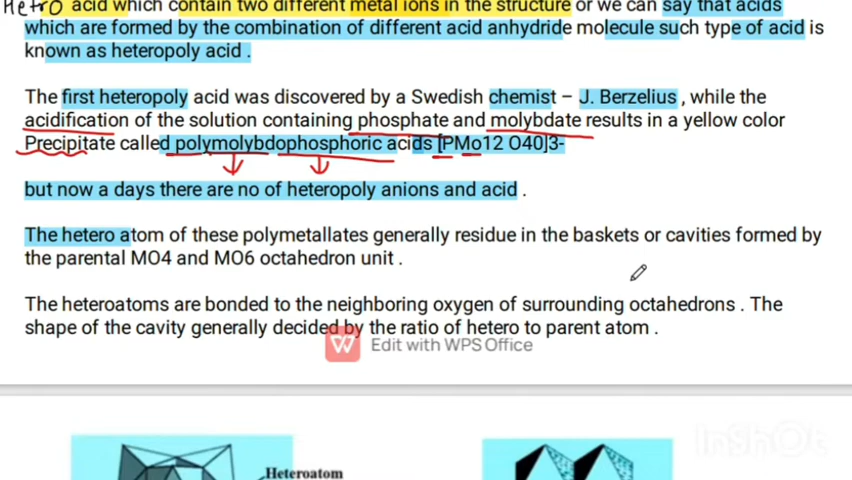 Hetro acid which contain two different metal ions in the structure or we can say that acids
which are formed by the combination of different acid anhydride molecule such type of acid is
known as heteropoly acid .
The first heteropoly acid was discovered by a Swedish chemist – J. Berzelius , while the
acidification of the solution containing phosphate and molybdate results in a yellow color
Precipitate called polymolybdophosphoric acids [PMo12 O40]3-
but now a days there are no of heteropoly anions and acid .
The hetero atom of these polymetallates generally residue in the baskets or cavities formed by
the parental MO4 and MO6 octahedron unit .
The heteroatoms are bonded to the neighboring oxygen of surrounding octahedrons . The
shape of the cavity generally decided by the ratio of hetero to parent atom .
Edit with WPS Office
InShOt
Heteroatom